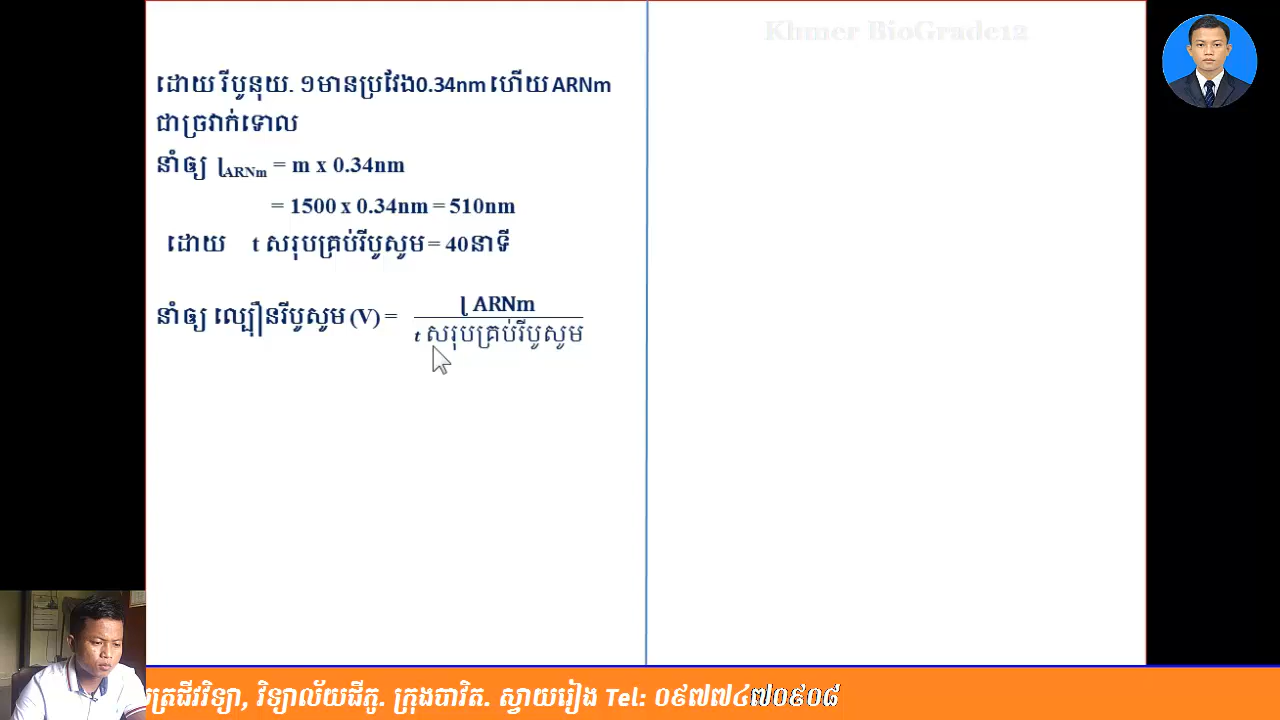 Khmer BioGrade12
ដោយ រីបូនុយ. ១មានប្រវែង0.34nm ហើយ ARNm
ជាច្រវាក់ទោល
នាំឲ្យ l ARNm = m x 0.34nm
= 1500 x 0.34nm = 510nm
ដោយ t សរុបគ្រប់រីបូសូម = 40នាទី
នាំឲ្យ ល្បឿនរីបូសូម (V) = l ARNm
t សរុបគ្រប់រីបូសូម
ត្រជីវវិទ្យា, វិទ្យាល័យជីភូ. ក្រុងបាវិត. ស្វាយរៀង Tel: ០៩៧៧៤៧០៩០៨